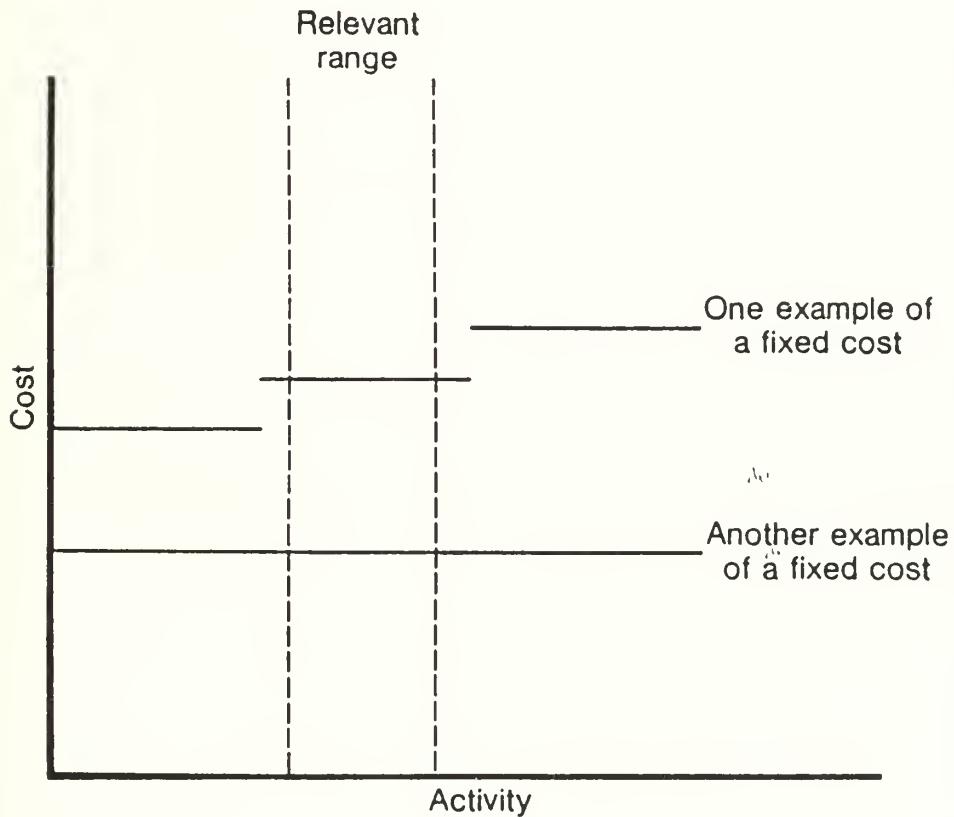 Relevant
range
One example of
a fixed cost
Cost
Another example
of a fixed cost
Activity